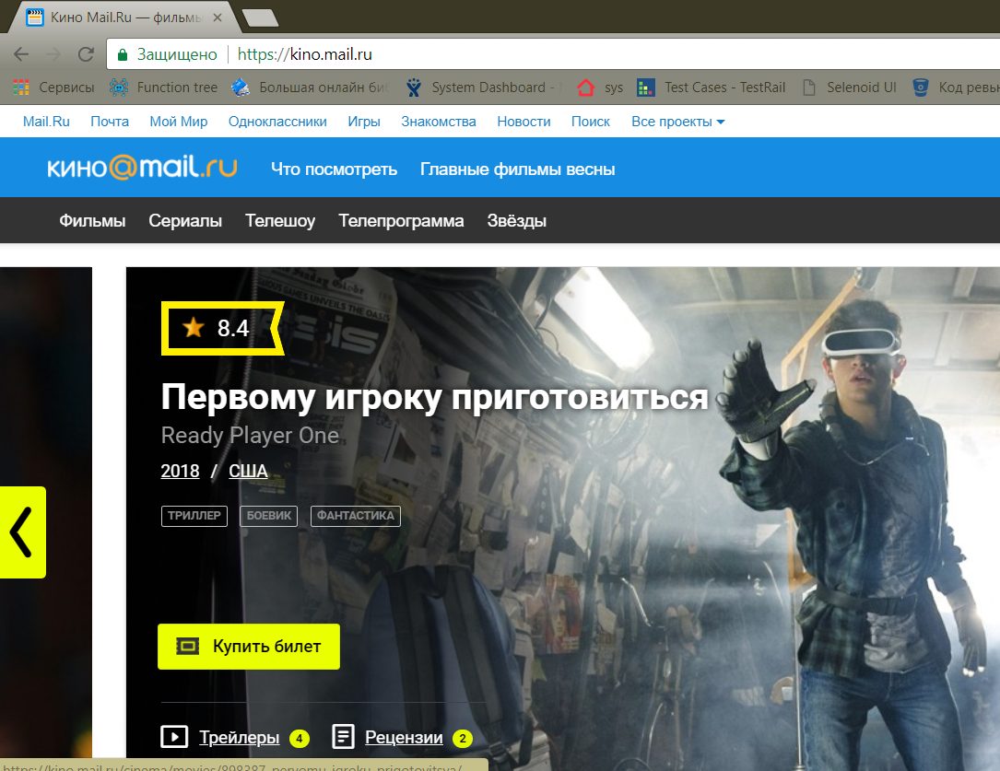 Кино Mail.Ru — фильмы
Защищено https://kino.mail.ru
Сервисы Function tree Большая онлайн System Dashboard - sys Test Cases - TestRail Selenoid UI Код
Mail.Ru Почта Мой Мир Одноклассники Игры Знакомства Новости Поиск Все проекты
кино@mail.ru Что посмотреть Главные фильмы весны
Фильмы Сериалы Телешоу Телепрограмма Звёзды
8.4
Первому игроку приготовиться
Ready Player One
2018 / США
ТРИЛЛЕР БОЕВИК ФАНТАСТИКА
Купить билет
Трейлеры 4 Рецензии 2
https://kino.mail.ru/cinema/movies/898387_pervomu_igroku_prigotovitsya/